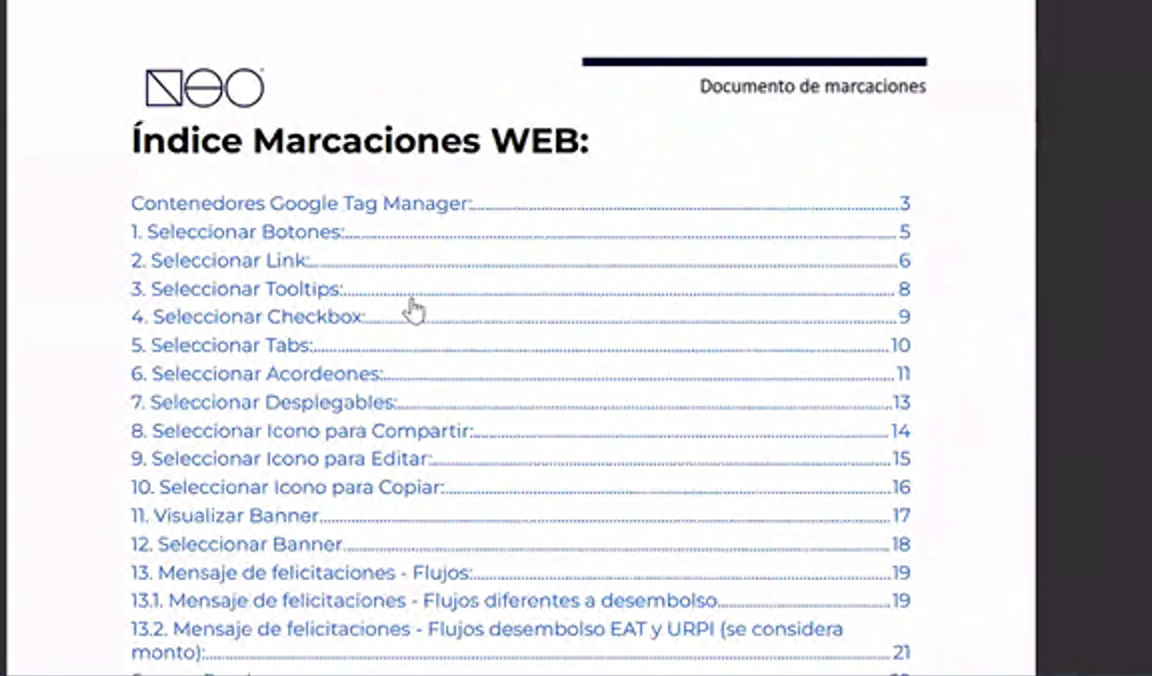 NEO
Documento de marcaciones
Índice Marcaciones WEB:
Contenedores Google Tag Manager:........3
1. Seleccionar Botones:........5
2. Seleccionar Link:........6
3. Seleccionar Tooltips:........8
4. Seleccionar Checkbox:........9
5. Seleccionar Tabs:........10
6. Seleccionar Acordeones:........11
7. Seleccionar Desplegables:........13
8. Seleccionar Icono para Compartir:........14
9. Seleccionar Icono para Editar:........15
10. Seleccionar Icono para Copiar:........16
11. Visualizar Banner........17
12. Seleccionar Banner........18
13. Mensaje de felicitaciones - Flujos:........19
13.1. Mensaje de felicitaciones - Flujos diferentes a desembolso........19
13.2. Mensaje de felicitaciones - Flujos desembolso EAT y URPI (se considera
monto):........21